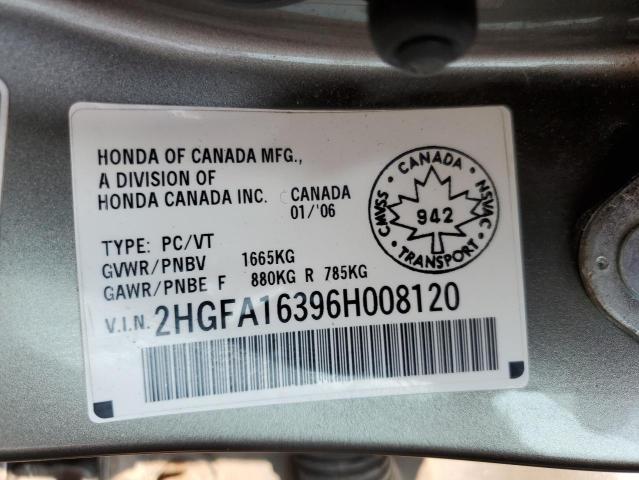 HONDA OF CANADA MFG.,
A DIVISION OF
HONDA CANADA INC. CANADA
01/'06
TYPE: PC/VT
GVWR/PNBV 1665KG
GAWR/PNBE F 880KG R 785KG
V.I.N. 2HGFA16396H008120
CANADA
CMVSS
942
NSVAC
TRANSPORT